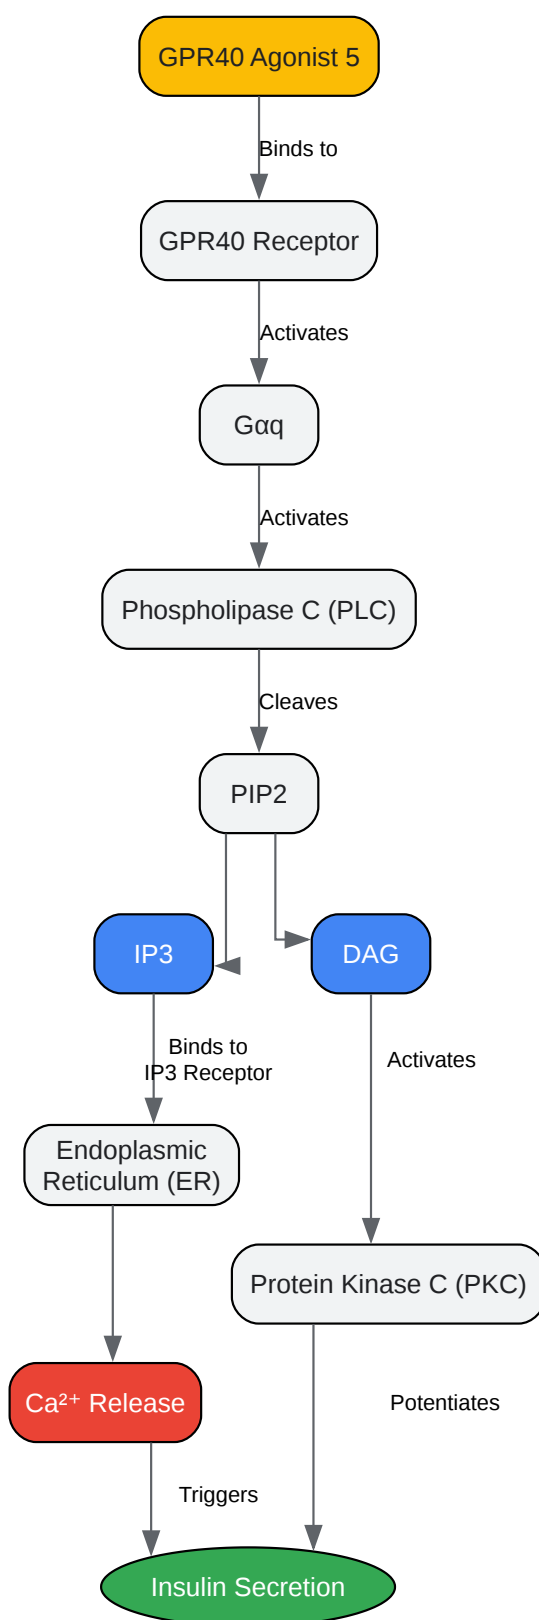 GPR40 Agonist 5
Binds to
GPR40 Receptor
Activates
Gαq
Activates
Phospholipase C (PLC)
Cleaves
PIP2
IP3
DAG
Binds to
IP3 Receptor
Activates
Endoplasmic
Reticulum (ER)
Protein Kinase C (PKC)
Ca²⁺ Release
Potentiates
Triggers
Insulin Secretion